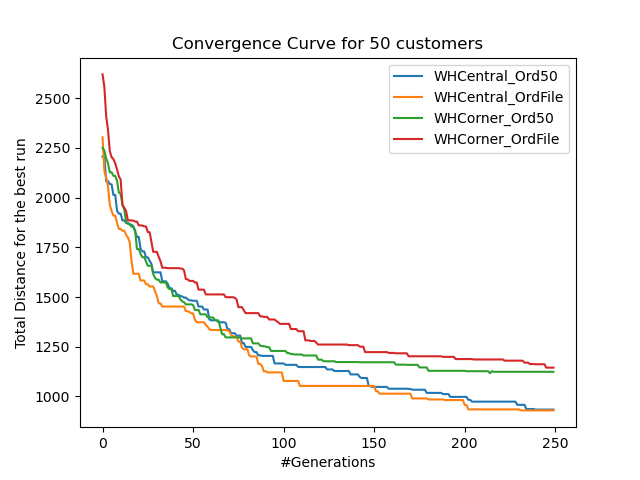 Convergence Curve for 50 customers
WHCentral_Ord50
WHCentral_OrdFile
WHCorner_Ord50
WHCorner_OrdFile
Total Distance for the best run
2500
2250
2000
1750
1500
1250
1000
0 50 100 150 200 250
#Generations